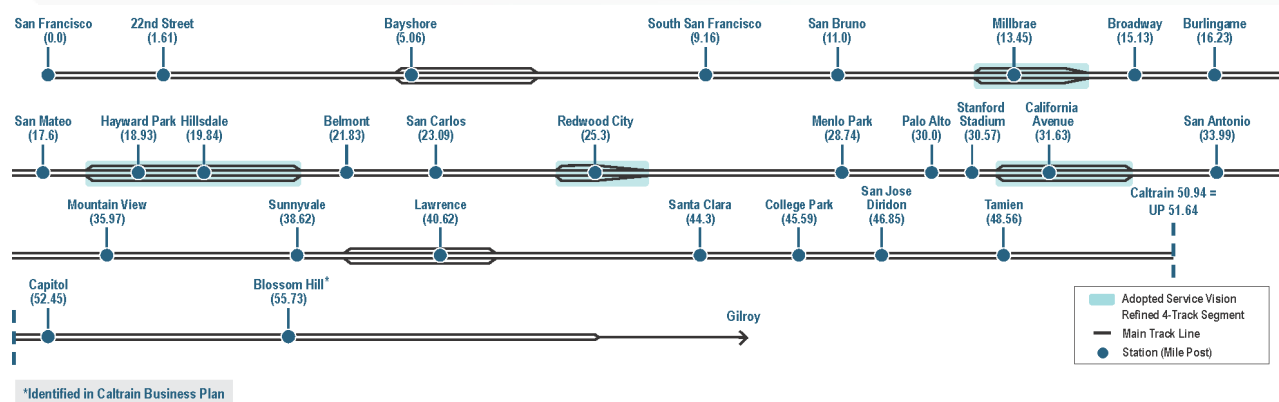 San Francisco
(0.0)
22nd Street
(1.61)
Bayshore
(5.06)
South San Francisco
(9.16)
San Bruno
(11.0)
Millbrae
(13.45)
Broadway
(15.13)
Burlingame
(16.23)
San Mateo
(17.6)
Hayward Park
(18.93)
Hillsdale
(19.84)
Belmont
(21.83)
San Carlos
(23.09)
Redwood City
(25.3)
Menlo Park
(28.74)
Palo Alto
(30.0)
Stanford
Stadium
(30.57)
California
Avenue
(31.63)
San Antonio
(33.99)
Mountain View
(35.97)
Sunnyvale
(38.62)
Lawrence
(40.62)
Santa Clara
(44.3)
College Park
(45.59)
San Jose
Diridon
(46.85)
Tamien
(48.56)
Caltrain 50.94 =
UP 51.64
Capitol
(52.45)
Blossom Hill*
(55.73)
Gilroy
Adopted Service Vision
Refined 4-Track Segment
Main Track Line
Station (Mile Post)
*Identified in Caltrain Business Plan